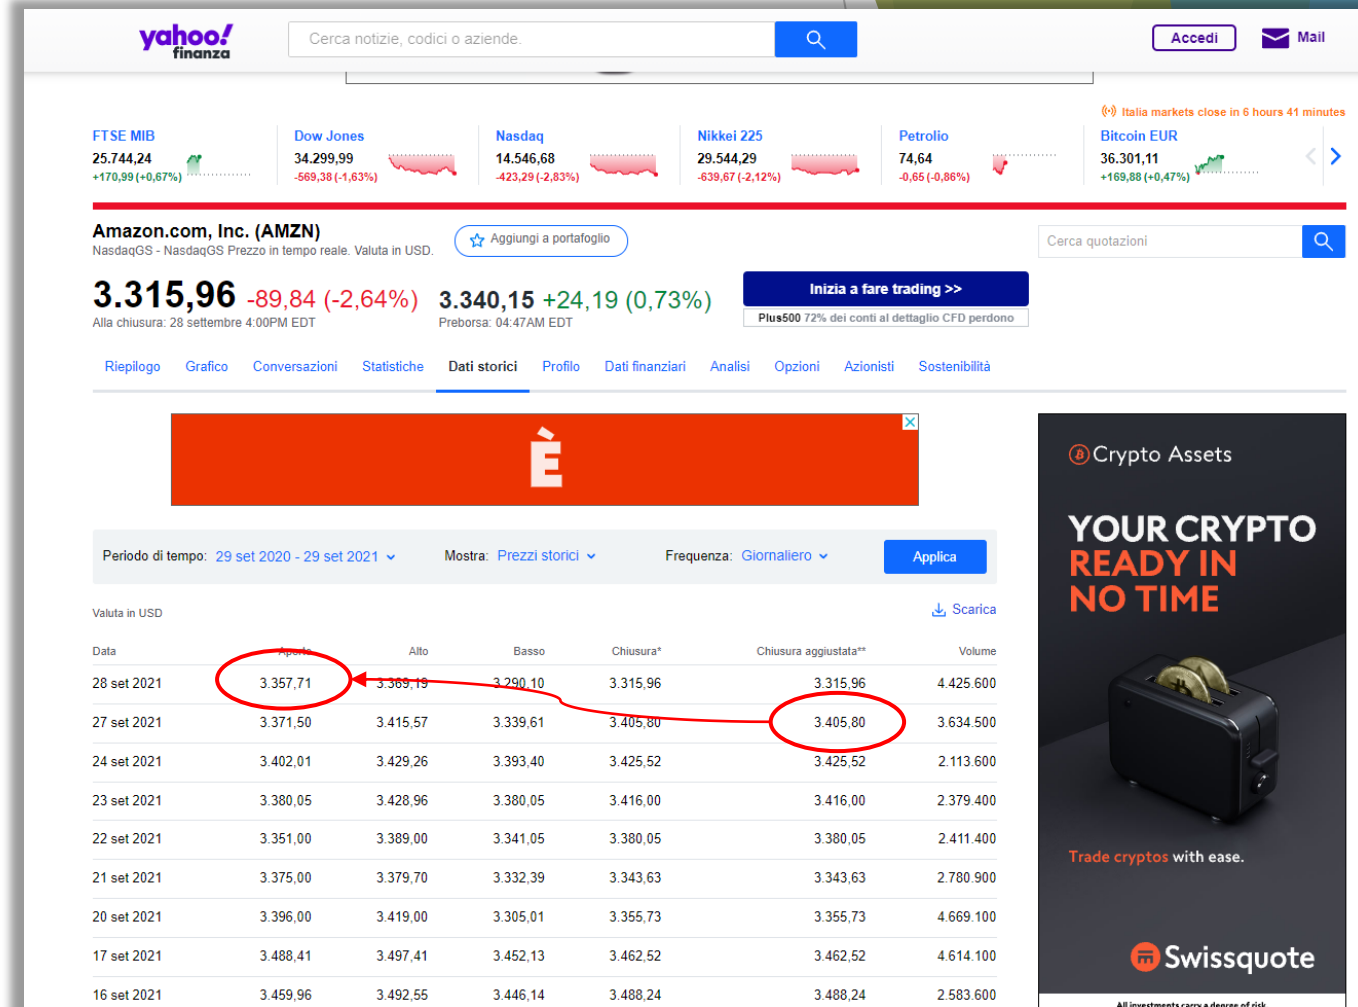 yahoo!
finanza
Cerca notizie, codici o aziende.
Accedi
Mail
Italia markets close in 6 hours 41 minutes
FTSE MIB
25.744,24
+170,99 (+0,67%)
Dow Jones
34.299,99
-569,38 (-1,63%)
Nasdaq
14.546,68
-423,29 (-2,83%)
Nikkei 225
29.544,29
-639,67 (-2,12%)
Petrolio
74,64
-0,65 (-0,86%)
Bitcoin EUR
36.301,11
+169,88 (+0,47%)
Amazon.com, Inc. (AMZN)
NasdaqGS - NasdaqGS Prezzo in tempo reale. Valuta in USD.
Aggiungi a portafoglio
Cerca quotazioni
3.315,96 -89,84 (-2,64%)
Alla chiusura: 28 settembre 4:00PM EDT
3.340,15 +24,19 (0,73%)
Preborsa: 04:47AM EDT
Inizia a fare trading >>
Plus500 72% dei conti al dettaglio CFD perdono
Riepilogo Grafico Conversazioni Statistiche Dati storici Profilo Dati finanziari Analisi Opzioni Azionisti Sostenibilità
È
Periodo di tempo: 29 set 2020 - 29 set 2021 Mostra: Prezzi storici Frequenza: Giornaliero Applica
Valuta in USD
Scarica
Data Aperto Alto Basso Chiusura* Chiusura aggiustata** Volume
28 set 2021 3.357,71 3.369,19 3.290,10 3.315,96 3.315,96 4.425.600
27 set 2021 3.371,50 3.415,57 3.339,61 3.405,80 3.405,80 3.634.500
24 set 2021 3.402,01 3.429,26 3.393,40 3.425,52 3.425,52 2.113.600
23 set 2021 3.380,05 3.428,96 3.380,05 3.416,00 3.416,00 2.379.400
22 set 2021 3.351,00 3.389,00 3.341,05 3.380,05 3.380,05 2.411.400
21 set 2021 3.375,00 3.379,70 3.332,39 3.343,63 3.343,63 2.780.900
20 set 2021 3.396,00 3.419,00 3.305,01 3.355,73 3.355,73 4.669.100
17 set 2021 3.488,41 3.497,41 3.452,13 3.462,52 3.462,52 4.614.100
16 set 2021 3.459,96 3.492,55 3.446,14 3.488,24 3.488,24 2.583.600
Crypto Assets
YOUR CRYPTO
READY IN
NO TIME
Trade cryptos with ease.
Swissquote
All investments carry a degree of risk.